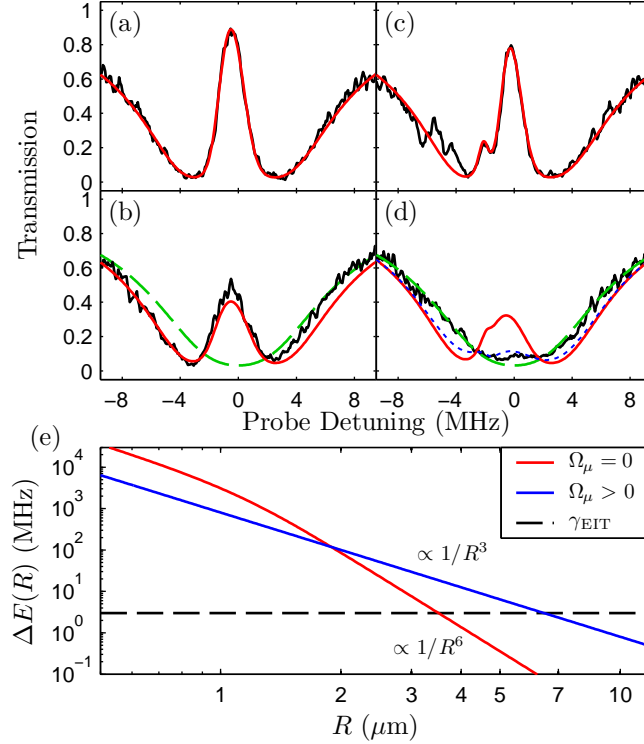 (a)
(c)
1
0.8
0.6
0.4
0.2
0
(b)
(d)
1
0.8
0.6
0.4
0.2
0
Transmission
−8 −4 0 4 8 −8 −4 0 4 8
Probe Detuning (MHz)
(e)
10^4
10^3
10^2
10^1
10^0
10^−1
ΔE(R) (MHz)
Ω_μ = 0
Ω_μ > 0
γ_EIT
∝ 1/R^3
∝ 1/R^6
1 2 3 4 5 7 10
R (μm)